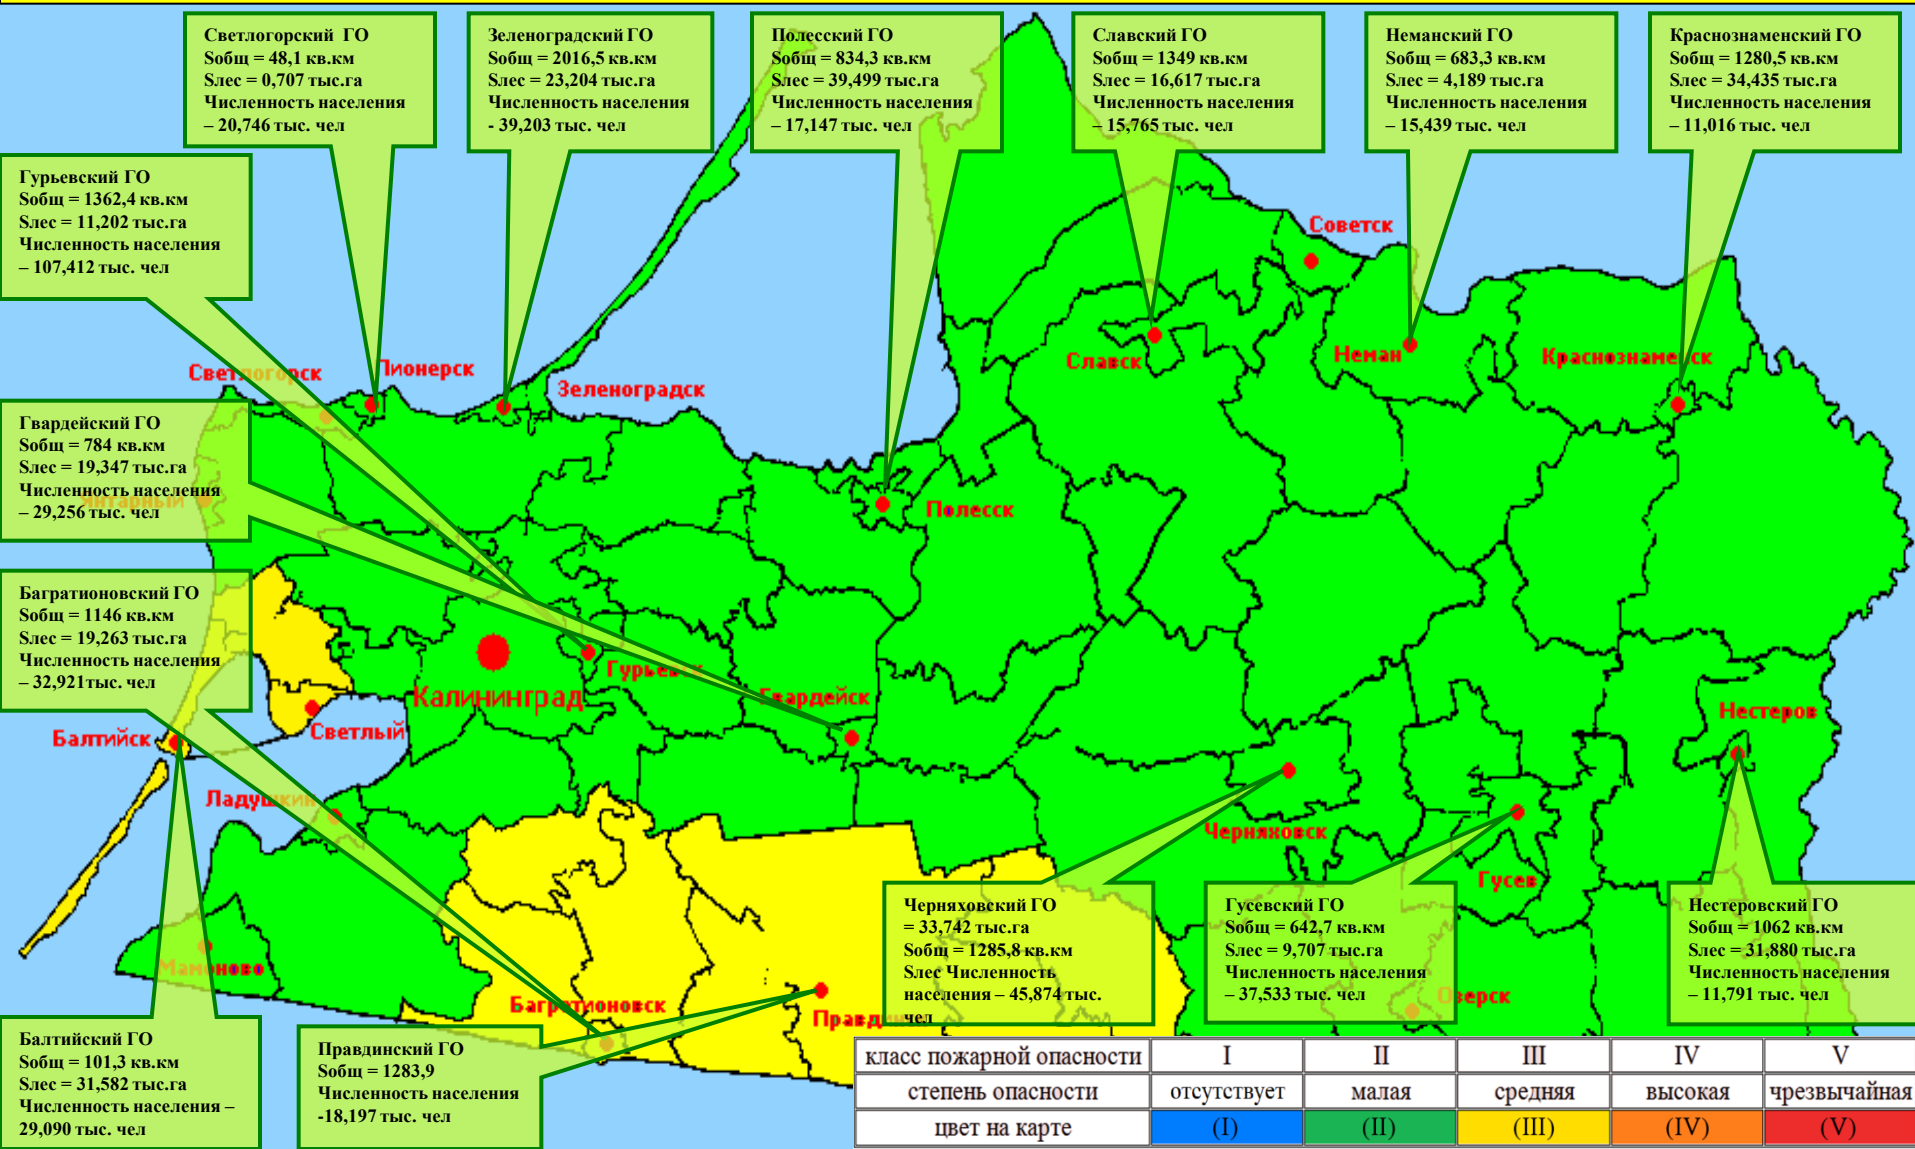 Светлогорский ГО
Sобщ = 48,1 кв.км
Sлес = 0,707 тыс.га
Численность населения
– 20,746 тыс. чел
Зеленоградский ГО
Sобщ = 2016,5 кв.км
Sлес = 23,204 тыс.га
Численность населения
- 39,203 тыс. чел
Полесский ГО
Sобщ = 834,3 кв.км
Sлес = 39,499 тыс.га
Численность населения
– 17,147 тыс. чел
Славский ГО
Sобщ = 1349 кв.км
Sлес = 16,617 тыс.га
Численность населения
– 15,765 тыс. чел
Неманский ГО
Sобщ = 683,3 кв.км
Sлес = 4,189 тыс.га
Численность населения
– 15,439 тыс. чел
Краснознаменский ГО
Sобщ = 1280,5 кв.км
Sлес = 34,435 тыс.га
Численность населения
– 11,016 тыс. чел
Гурьевский ГО
Sобщ = 1362,4 кв.км
Sлес = 11,202 тыс.га
Численность населения
– 107,412 тыс. чел
Советск
Славск
Неман
Краснознаменск
Светлогорск
Пионерск
Зеленоградск
Гвардейский ГО
Sобщ = 784 кв.км
Sлес = 19,347 тыс.га
Численность населения
– 29,256 тыс. чел
Янтарный
Полесск
Багратионовский ГО
Sобщ = 1146 кв.км
Sлес = 19,263 тыс.га
Численность населения
– 32,921тыс. чел
Калининград
Гурьевск
Гвардейск
Нестеров
Балтийск
Светлый
Ладушкин
Черняховск
Гусев
Мамоново
Багратионовск
Правдинск
Озерск
Черняховский ГО
= 33,742 тыс.га
Sобщ = 1285,8 кв.км
Sлес Численность
населения – 45,874 тыс.
чел
Гусевский ГО
Sобщ = 642,7 кв.км
Sлес = 9,707 тыс.га
Численность населения
– 37,533 тыс. чел
Нестеровский ГО
Sобщ = 1062 кв.км
Sлес = 31,880 тыс.га
Численность населения
– 11,791 тыс. чел
Балтийский ГО
Sобщ = 101,3 кв.км
Sлес = 31,582 тыс.га
Численность населения –
29,090 тыс. чел
Правдинский ГО
Sобщ = 1283,9
Численность населения
-18,197 тыс. чел
класс пожарной опасности I II III IV V
степень опасности отсутствует малая средняя высокая чрезвычайная
цвет на карте (I) (II) (III) (IV) (V)